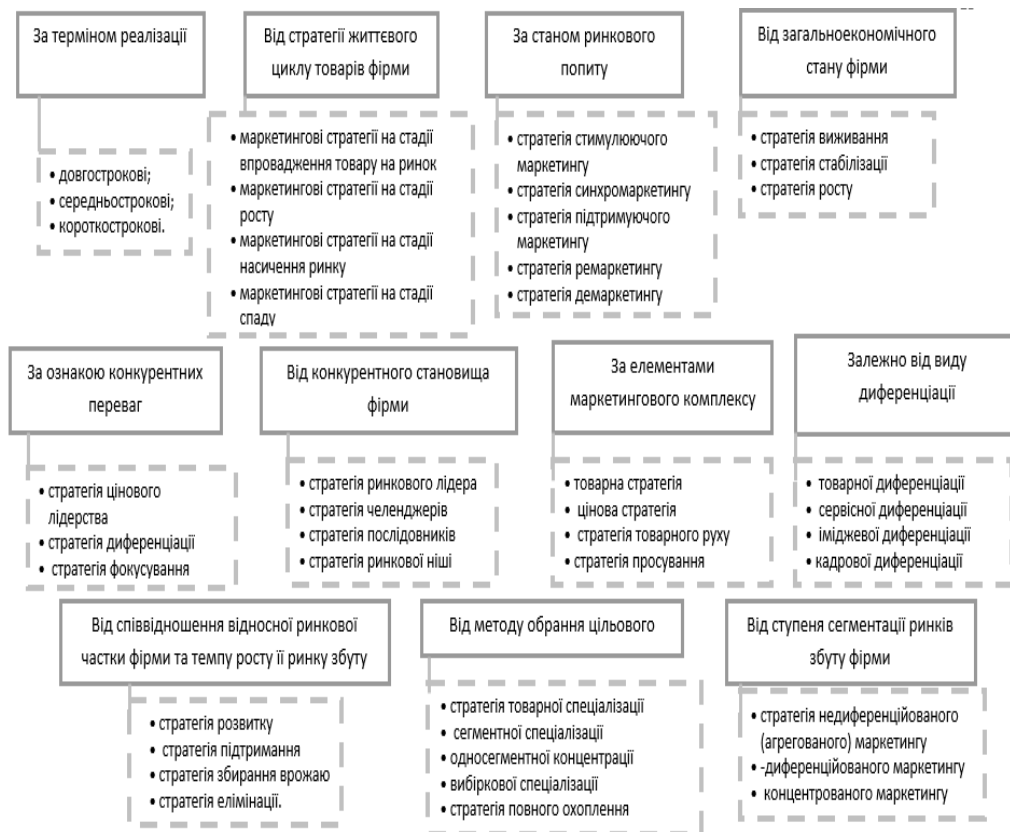 За терміном реалізації
• довгострокові;
• середньострокові;
• короткострокові.
Від стратегії життєвого
циклу товарів фірми
• маркетингові стратегії на стадії
впровадження товару на ринок
• маркетингові стратегії на стадії
росту
• маркетингові стратегії на стадії
насичення ринку
• маркетингові стратегії на стадії
спаду
За станом ринкового
попиту
• стратегія стимулюючого
маркетингу
• стратегія синхромаркетингу
• стратегія підтримуючого
маркетингу
• стратегія ремаркетингу
• стратегія демаркетингу
Від загальноекономічного
стану фірми
• стратегія виживання
• стратегія стабілізації
• стратегія росту
За ознакою конкурентних
переваг
• стратегія цінового
лідерства
• стратегія диференціації
• стратегія фокусування
Від конкурентного становища
фірми
• стратегія ринкового лідера
• стратегія челенджерів
• стратегія послідовників
• стратегія ринкової ніші
За елементами
маркетингового комплексу
• товарна стратегія
• цінова стратегія
• стратегія товарного руху
• стратегія просування
Залежно від виду
диференціації
• товарної диференціації
• сервісної диференціації
• іміджевої диференціації
• кадрової диференціації
Від співвідношення відносної ринкової
частки фірми та темпу росту її ринку збуту
• стратегія розвитку
• стратегія підтримання
• стратегія збирання врожаю
• стратегія елімінації.
Від методу обрання цільового
• стратегія товарної спеціалізації
• сегментної спеціалізації
• односегментної концентрації
• вибіркової спеціалізації
• стратегія повного охоплення
Від ступеня сегментації ринків
збуту фірми
• стратегія недиференційованого
(агрегованого) маркетингу
• -диференційованого маркетингу
• концентрованого маркетингу